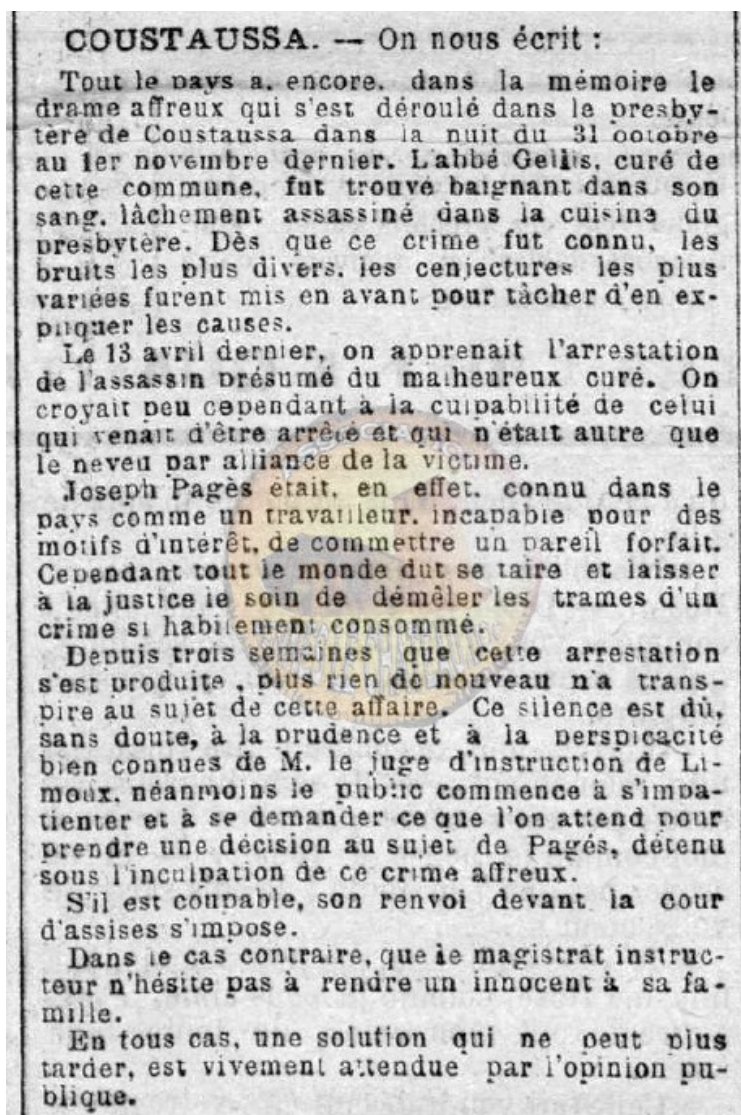 COUSTAUSSA. — On nous écrit :
Tout le pays a, encore, dans la mémoire le
drame affreux qui s'est déroulé dans le presby-
tère de Coustaussa dans la nuit du 31 octobre
au 1er novembre dernier. L'abbé Gellis, curé de
cette commune, fut trouvé baignant dans son
sang, lâchement assassiné dans la cuisine du
presbytère. Dès que ce crime fut connu, les
bruits les plus divers, les cenjectures les plus
variées furent mis en avant pour tâcher d'en ex-
pliquer les causes.
Le 13 avril dernier, on apprenait l'arrestation
de l'assassin présumé du malheureux curé. On
croyait peu cependant à la culpabilité de celui
qui venait d'être arrêté et qui n'était autre que
le neveu par alliance de la victime.
Joseph Pagès était, en effet, connu dans le
pays comme un travailleur, incapable pour des
motifs d'intérêt, de commettre un pareil forfait.
Cependant tout le monde dut se taire et laisser
à la justice le soin de démêler les trames d'un
crime si habilement consommé.
Depuis trois semaines que cette arrestation
s'est produite, plus rien de nouveau n'a trans-
piré au sujet de cette affaire. Ce silence est dû,
sans doute, à la prudence et à la perspicacité
bien connues de M. le juge d'instruction de Li-
moux, néanmoins le public commence à s'impa-
tienter et à se demander ce que l'on attend pour
prendre une décision au sujet de Pagés, détenu
sous l'inculpation de ce crime affreux.
S'il est coupable, son renvoi devant la cour
d'assises s'impose.
Dans le cas contraire, que le magistrat instruc-
teur n'hésite pas à rendre un innocent à sa fa-
mille.
En tous cas, une solution qui ne peut plus
tarder, est vivement attendue par l'opinion pu-
blique.